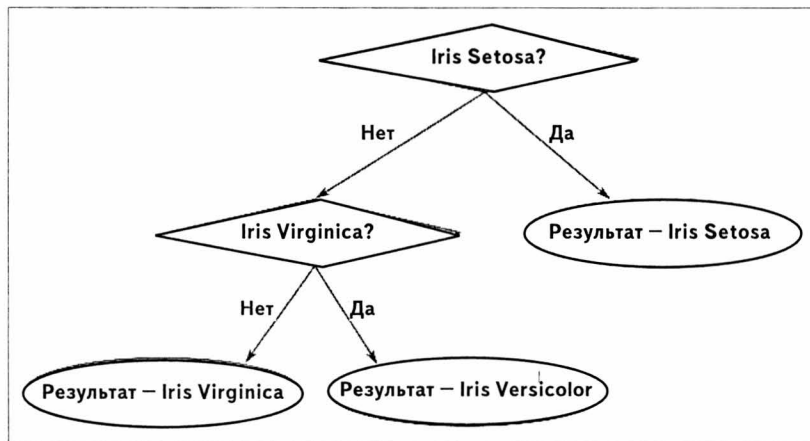 Iris Setosa?
Нет
Да
Iris Virginica?
Результат — Iris Setosa
Нет
Да
Результат — Iris Virginica
Результат — Iris Versicolor